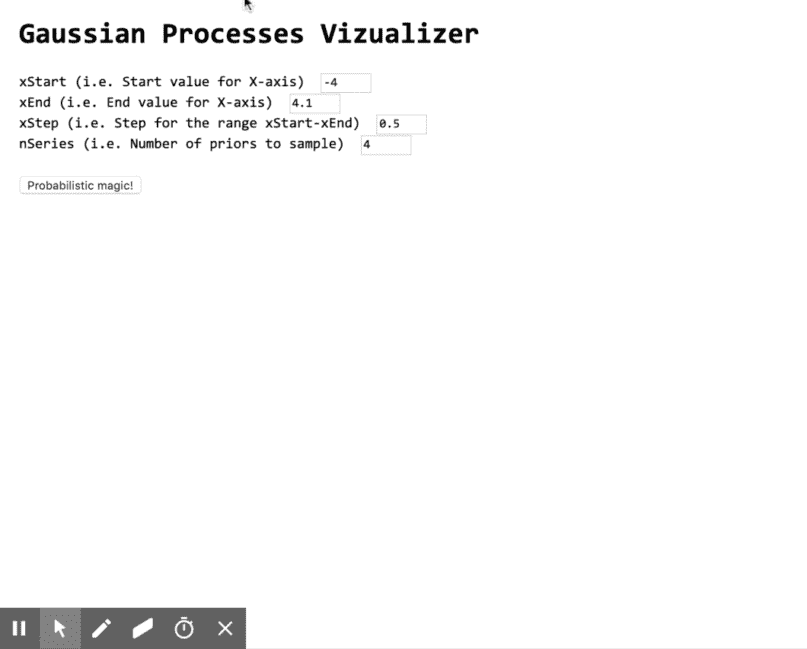 Gaussian Processes Vizualizer
xStart (i.e. Start value for X-axis) -4
xEnd (i.e. End value for X-axis) 4.1
xStep (i.e. Step for the range xStart-xEnd) 0.5
nSeries (i.e. Number of priors to sample) 4
Probabilistic magic!